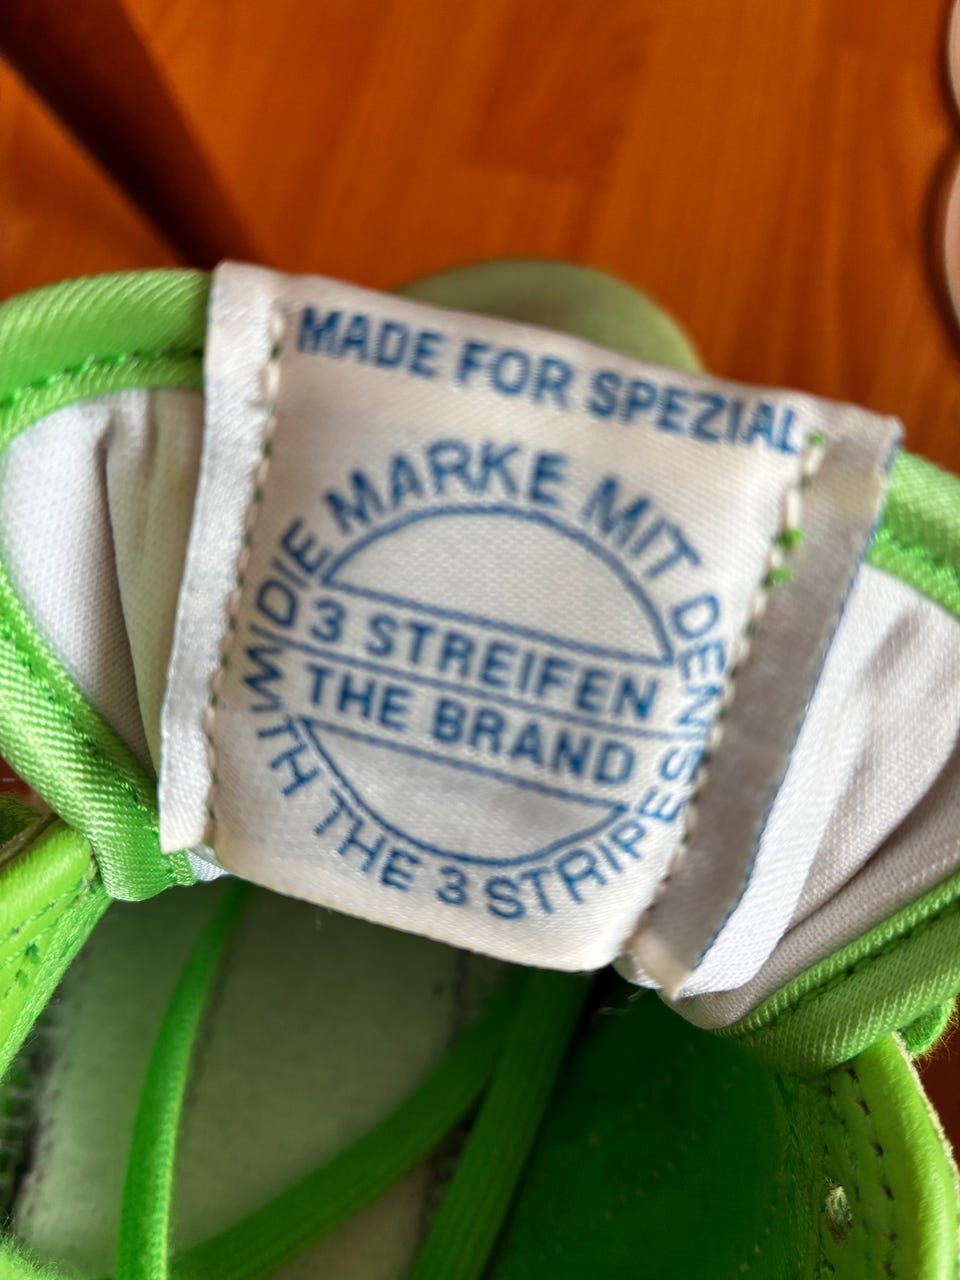 MADE FOR SPEZIAL
DIE MARKE MIT DEN
3 STREIFEN
THE BRAND
WITH THE 3 STRIPES